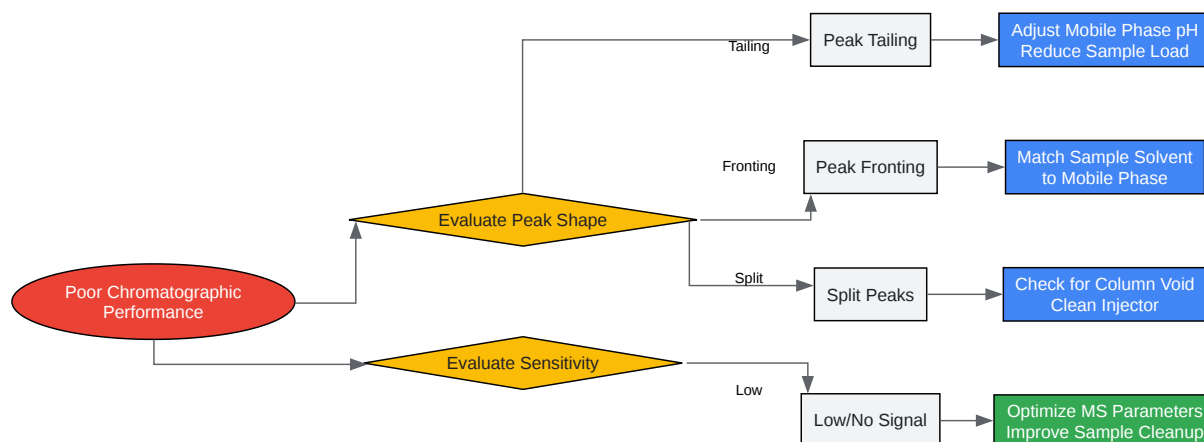 Tailing
Peak Tailing
Adjust Mobile Phase pH
Reduce Sample Load
Fronting
Peak Fronting
Match Sample Solvent
to Mobile Phase
Evaluate Peak Shape
Split
Split Peaks
Check for Column Void
Clean Injector
Poor Chromatographic
Performance
Evaluate Sensitivity
Low
Low/No Signal
Optimize MS Parameters
Improve Sample Cleanup